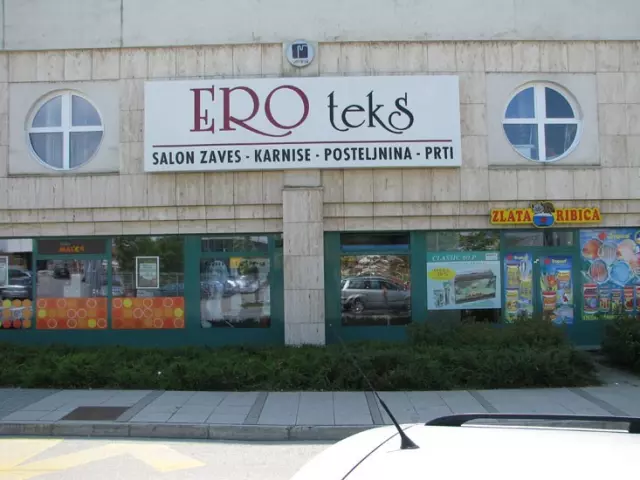 ERO teks
SALON ZAVES - KARNISE - POSTELJNINA - PRTI
ZLATA RIBICA